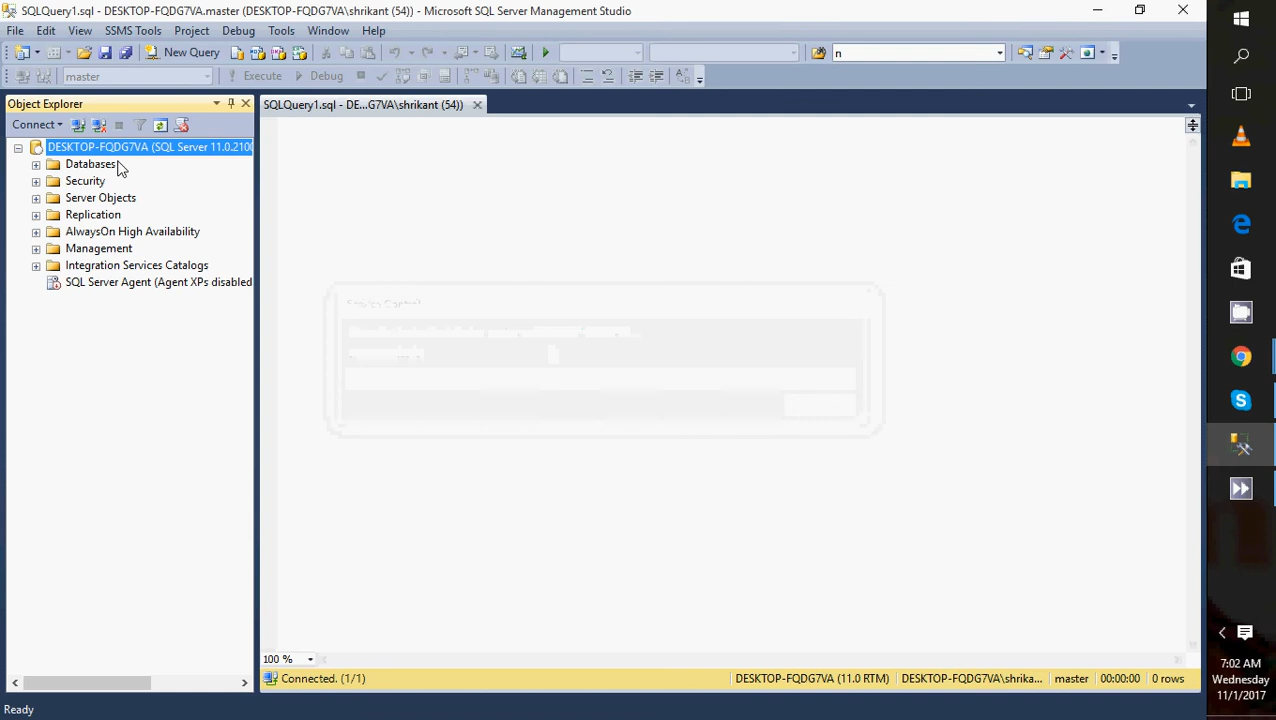 SQLQuery1.sql - DESKTOP-FQDG7VA.master (DESKTOP-FQDG7VA\shrikant (54)) - Microsoft SQL Server Management Studio
File Edit View SSMS Tools Project Debug Tools Window Help
New Query n
master Execute Debug
Object Explorer
SQLQuery1.sql - DE...G7VA\shrikant (54))
Connect
DESKTOP-FQDG7VA (SQL Server 11.0.2100
Databases
Security
Server Objects
Replication
AlwaysOn High Availability
Management
Integration Services Catalogs
SQL Server Agent (Agent XPs disabled
100 %
Connected. (1/1) DESKTOP-FQDG7VA (11.0 RTM) DESKTOP-FQDG7VA\shrika... master 00:00:00 0 rows
Ready
7:02 AM
Wednesday
11/1/2017